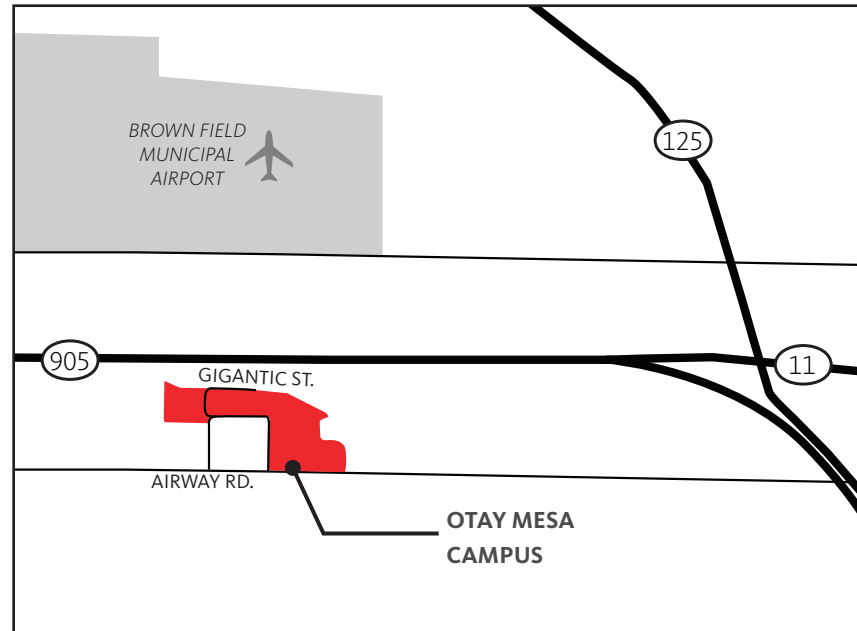 BROWN FIELD
MUNICIPAL
AIRPORT
125
905
11
GIGANTIC ST.
AIRWAY RD.
OTAY MESA
CAMPUS